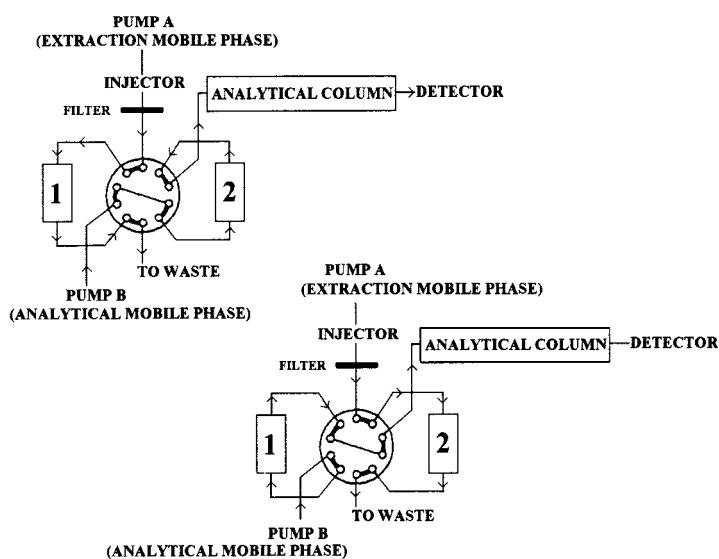 PUMP A
(EXTRACTION MOBILE PHASE)
INJECTOR
FILTER
ANALYTICAL COLUMN
DETECTOR
1
2
TO WASTE
PUMP B
(ANALYTICAL MOBILE PHASE)
PUMP A
(EXTRACTION MOBILE PHASE)
INJECTOR
FILTER
ANALYTICAL COLUMN
DETECTOR
1
2
TO WASTE
PUMP B
(ANALYTICAL MOBILE PHASE)